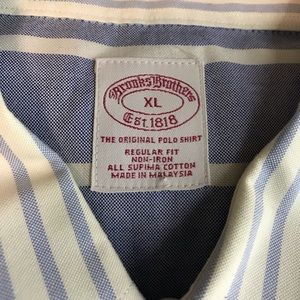 Brooks Brothers
XL
Est. 1818
THE ORIGINAL POLO SHIRT
REGULAR FIT
NON-IRON
ALL SUPIMA COTTON
MADE IN MALAYSIA